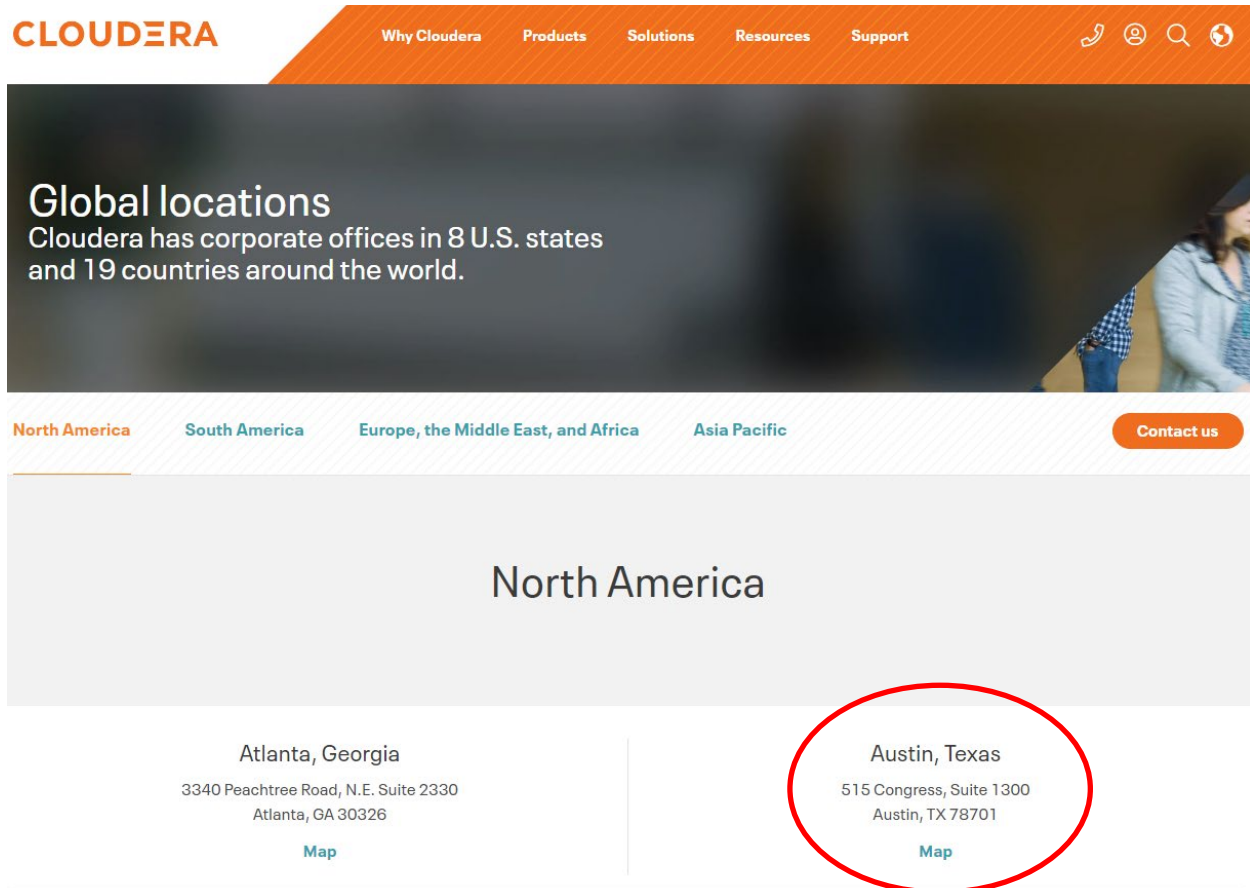 CLOUDERA
Why Cloudera Products Solutions Resources Support
Global locations
Cloudera has corporate offices in 8 U.S. states
and 19 countries around the world.
North America South America Europe, the Middle East, and Africa Asia Pacific Contact us
North America
Atlanta, Georgia
3340 Peachtree Road, N.E. Suite 2330
Atlanta, GA 30326
Map
Austin, Texas
515 Congress, Suite 1300
Austin, TX 78701
Map